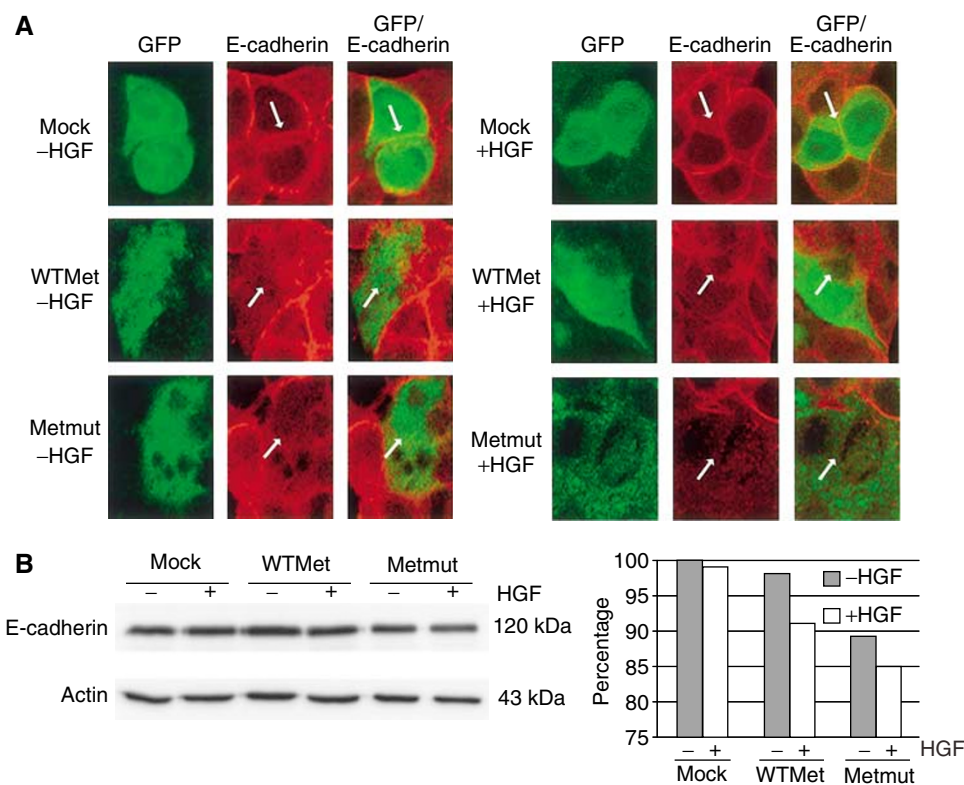 A
GFP E-cadherin GFP/ E-cadherin
GFP E-cadherin GFP/ E-cadherin
Mock
–HGF
Mock
+HGF
WTMet
–HGF
WTMet
+HGF
Metmut
–HGF
Metmut
+HGF
B
Mock WTMet Metmut
– + – + – + HGF
E-cadherin 120 kDa
Actin 43 kDa
Percentage
100
95
90
85
80
75
–HGF
+HGF
– + – + – + HGF
Mock WTMet Metmut